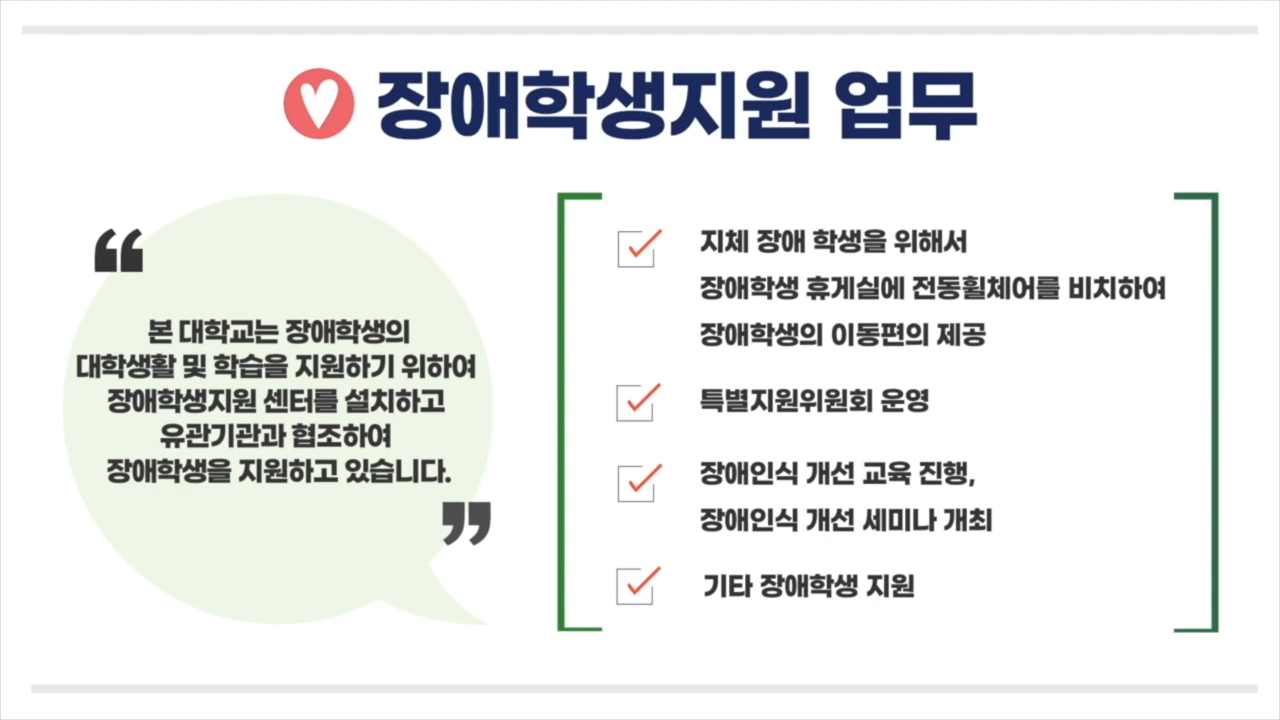 장애학생지원 업무
“
본 대학교는 장애학생의
대학생활 및 학습을 지원하기 위하여
장애학생지원 센터를 설치하고
유관기관과 협조하여
장애학생을 지원하고 있습니다.
”
지체 장애 학생을 위해서
장애학생 휴게실에 전동휠체어를 비치하여
장애학생의 이동편의 제공
특별지원위원회 운영
장애인식 개선 교육 진행,
장애인식 개선 세미나 개최
기타 장애학생 지원